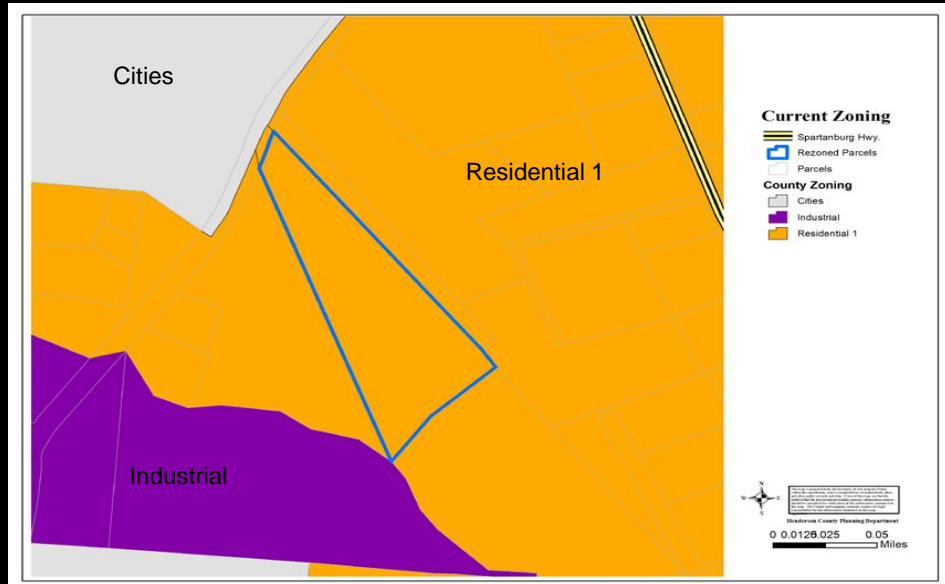 Cities
Residential 1
Industrial
Current Zoning
Spartanburg Hwy.
Rezoned Parcels
Parcels
County Zoning
Cities
Industrial
Residential 1
N
W
E
S
Henderson County Planning Department
0 0.0125 0.025 0.05
Miles